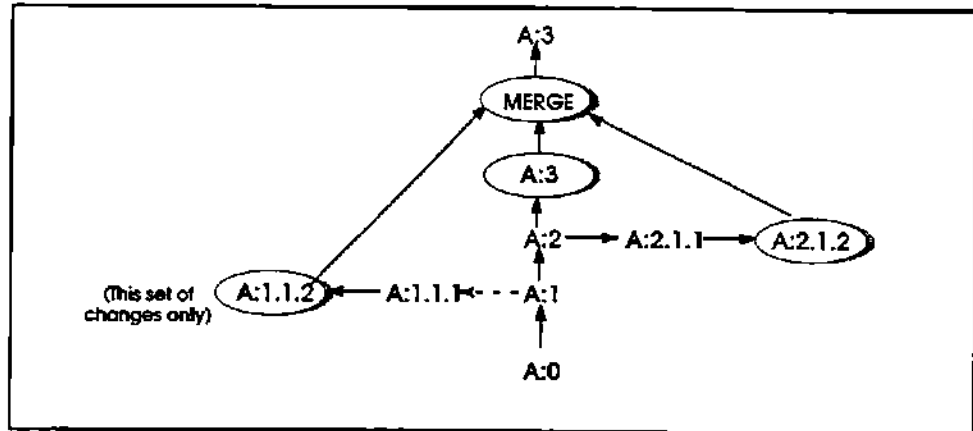 A:3
MERGE
A:3
A:2 A:2.1.1 A:2.1.2
(This set of
changes only)
A:1.1.2 A:1.1.1 A:1
A:0